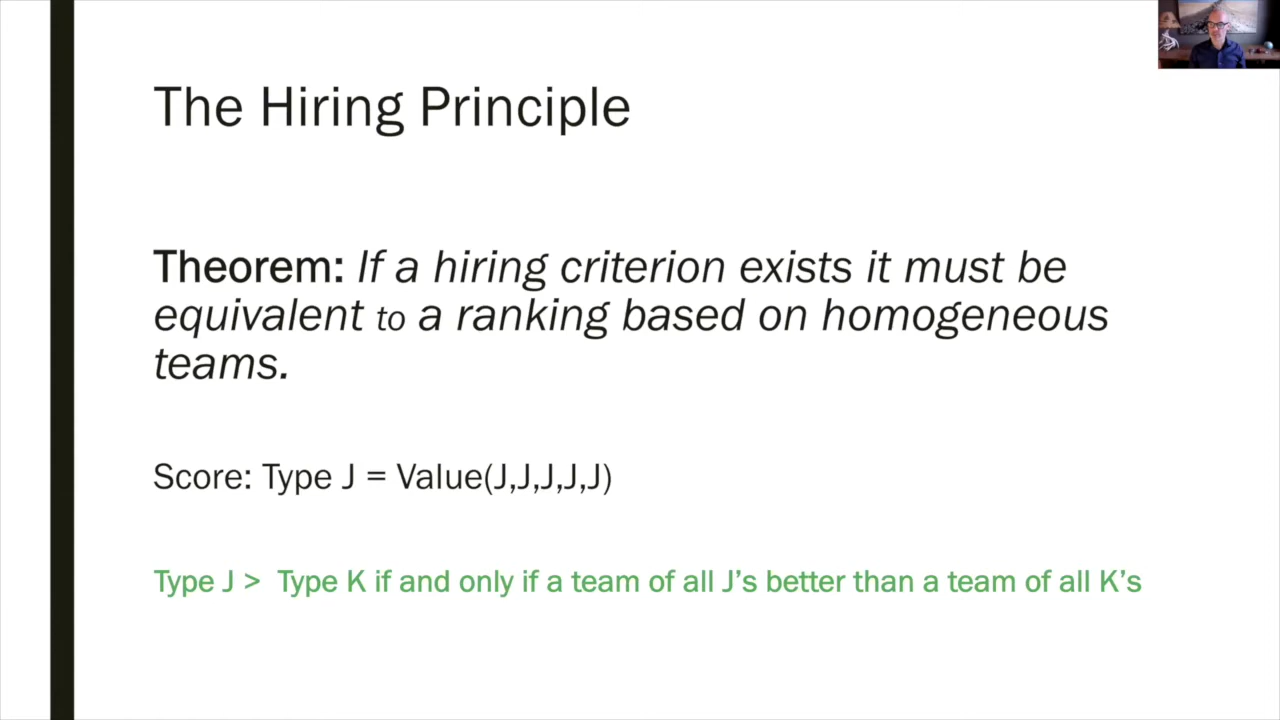 The Hiring Principle
Theorem: If a hiring criterion exists it must be
equivalent to a ranking based on homogeneous
teams.
Score: Type J = Value(J,J,J,J,J)
Type J > Type K if and only if a team of all J’s better than a team of all K’s